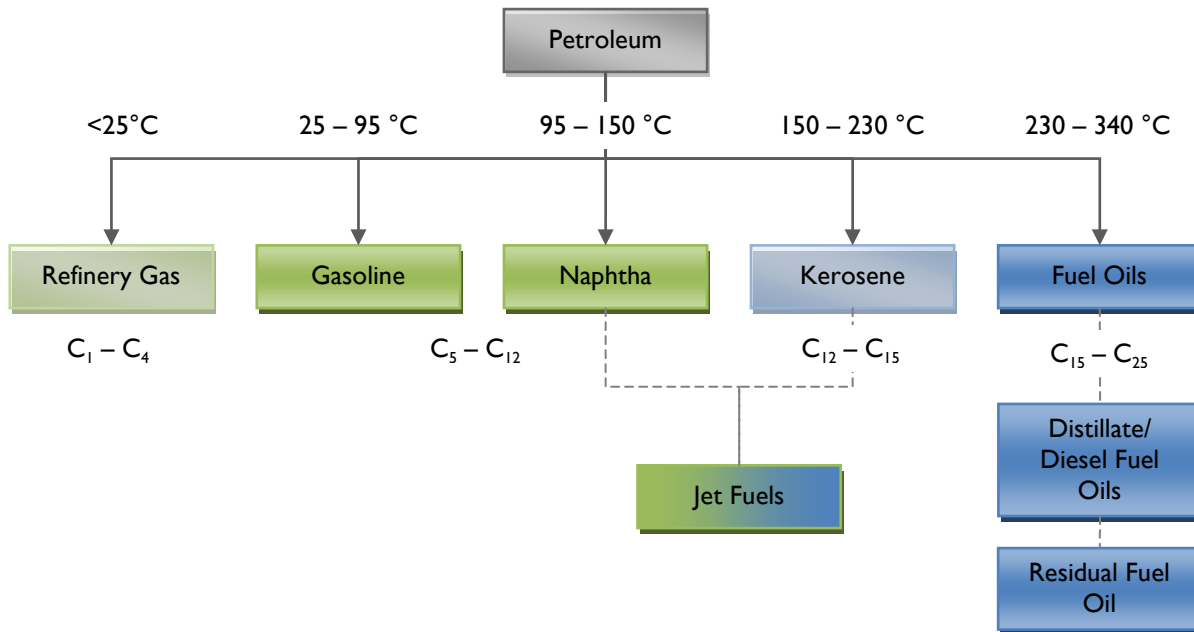 Petroleum
<25°C
25 – 95 °C
95 – 150 °C
150 – 230 °C
230 – 340 °C
Refinery Gas
Gasoline
Naphtha
Kerosene
Fuel Oils
C₁ – C₄
C₅ – C₁₂
C₁₂ – C₁₅
C₁₅ – C₂₅
Distillate/
Diesel Fuel
Oils
Jet Fuels
Residual Fuel
Oil